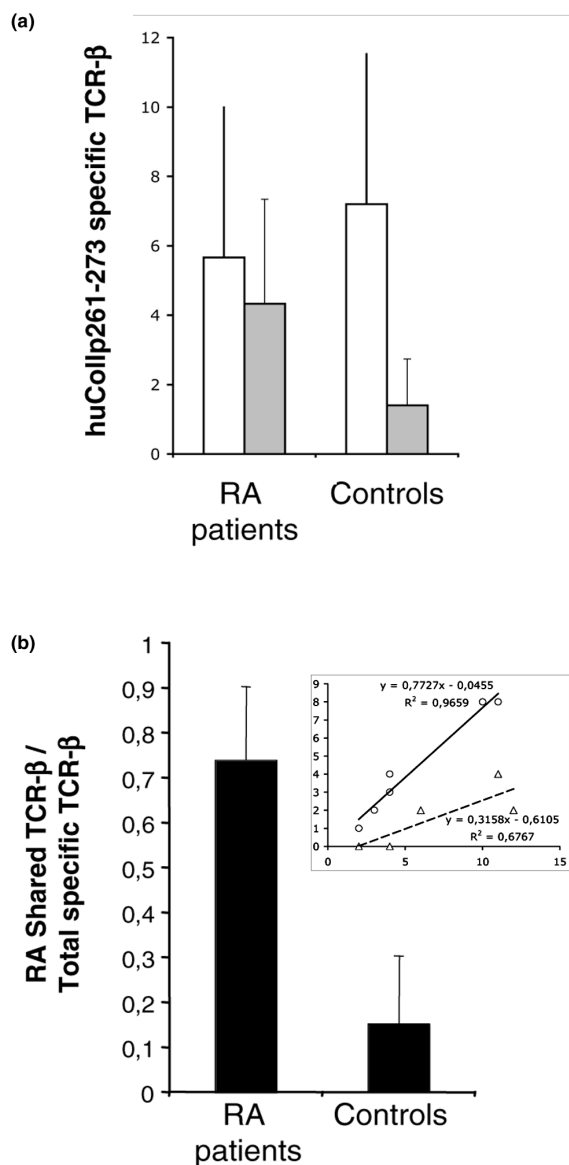 (a)
huCollp261-273 specific TCR-β
12
10
8
6
4
2
0
RA
patients
Controls
(b)
RA Shared TCR-β /
Total specific TCR-β
1
0,9
0,8
0,7
0,6
0,5
0,4
0,3
0,2
0,1
0
RA
patients
Controls
9
8
7
6
5
4
3
2
1
0
0
5
10
15
y = 0,7727x - 0,0455
R² = 0,9659
y = 0,3158x - 0,6105
R² = 0,6767